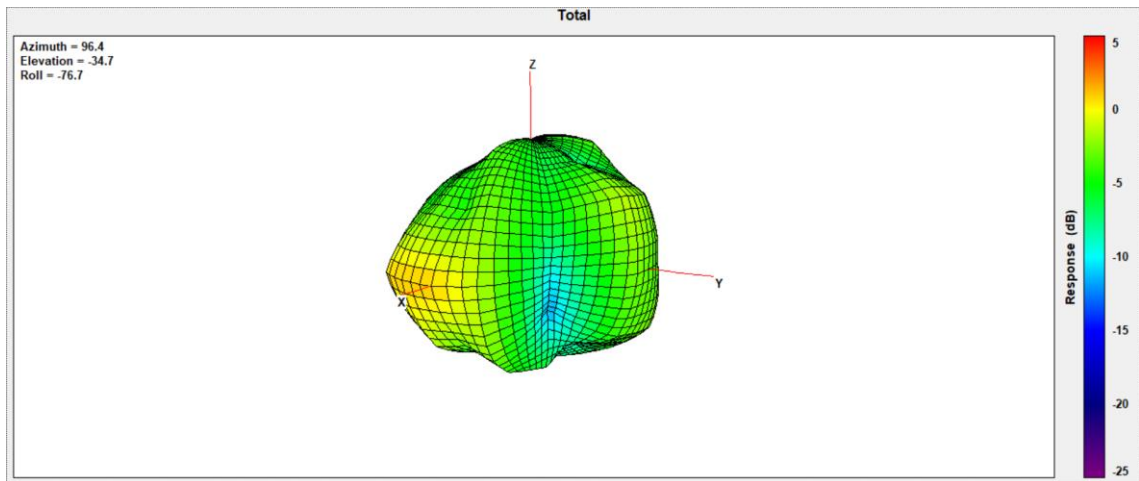 Total
Azimuth = 96.4
Elevation = -34.7
Roll = -76.7
Z
X
Y
5
0
-5
-10
-15
-20
-25
Response (dB)